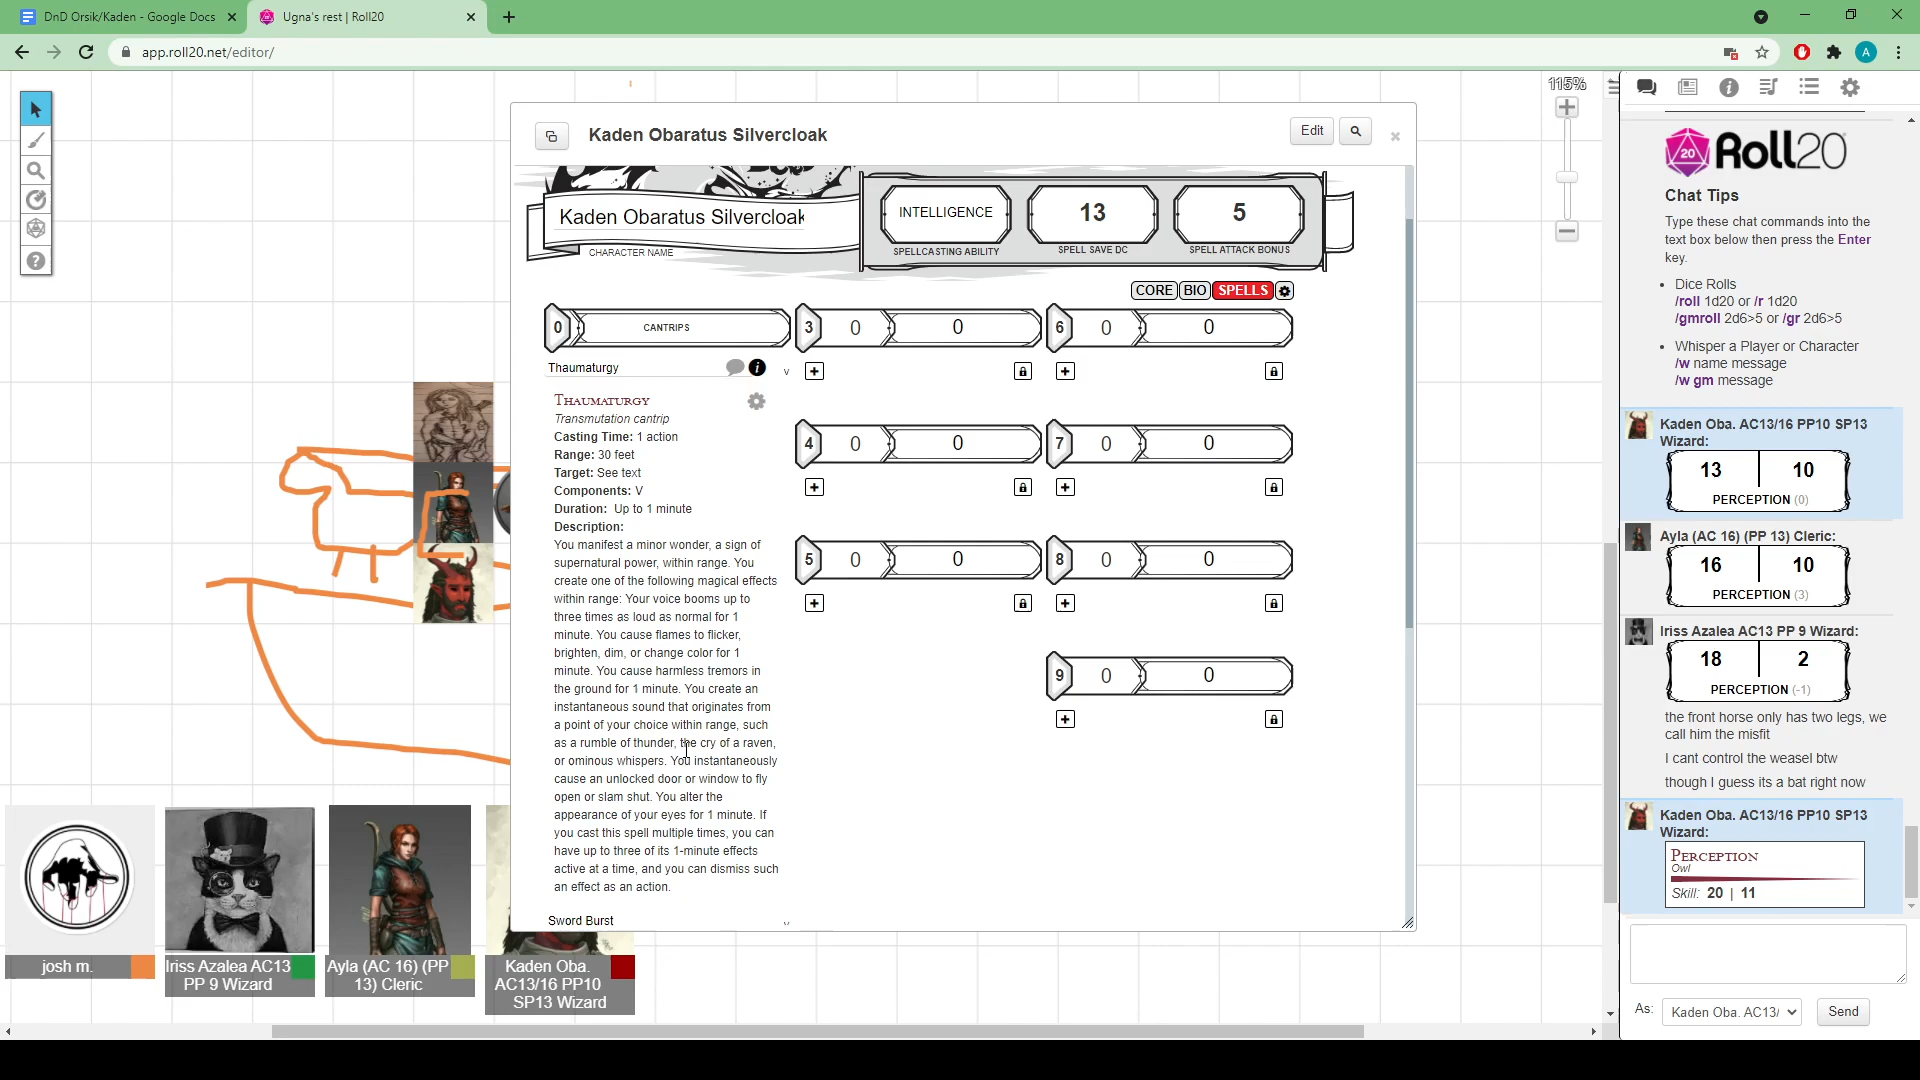 DnD Orsik/Kaden - Google Docs
Ugna's rest | Roll20
app.roll20.net/editor/
A
115%
Kaden Obaratus Silvercloak
Edit
Kaden Obaratus Silvercloak
CHARACTER NAME
INTELLIGENCE
SPELLCASTING ABILITY
13
SPELL SAVE DC
5
SPELL ATTACK BONUS
CORE
BIO
SPELLS
0
CANTRIPS
3
0
0
6
0
0
Thaumaturgy
THAUMATURGY
Transmutation cantrip
Casting Time: 1 action
Range: 30 feet
Target: See text
Components: V
Duration: Up to 1 minute
Description:
You manifest a minor wonder, a sign of
supernatural power, within range. You
create one of the following magical effects
within range: Your voice booms up to
three times as loud as normal for 1
minute. You cause flames to flicker,
brighten, dim, or change color for 1
minute. You cause harmless tremors in
the ground for 1 minute. You create an
instantaneous sound that originates from
a point of your choice within range, such
as a rumble of thunder, the cry of a raven,
or ominous whispers. You instantaneously
cause an unlocked door or window to fly
open or slam shut. You alter the
appearance of your eyes for 1 minute. If
you cast this spell multiple times, you can
have up to three of its 1-minute effects
active at a time, and you can dismiss such
an effect as an action.
Sword Burst
4
0
0
7
0
0
5
0
0
8
0
0
9
0
0
josh m.
Iriss Azalea AC13
PP 9 Wizard
Ayla (AC 16) (PP
13) Cleric
Kaden Oba.
AC13/16 PP10
SP13 Wizard
20
Roll20
Chat Tips
Type these chat commands into the
text box below then press the Enter
key.
Dice Rolls
/roll 1d20 or /r 1d20
/gmroll 2d6>5 or /gr 2d6>5
Whisper a Player or Character
/w name message
/w gm message
Kaden Oba. AC13/16 PP10 SP13
Wizard:
13
10
PERCEPTION (0)
Ayla (AC 16) (PP 13) Cleric:
16
10
PERCEPTION (3)
Iriss Azalea AC13 PP 9 Wizard:
18
2
PERCEPTION (-1)
the front horse only has two legs, we
call him the misfit
I cant control the weasel btw
though I guess its a bat right now
Kaden Oba. AC13/16 PP10 SP13
Wizard:
PERCEPTION
Owl
Skill: 20 | 11
As:
Kaden Oba. AC13/
Send